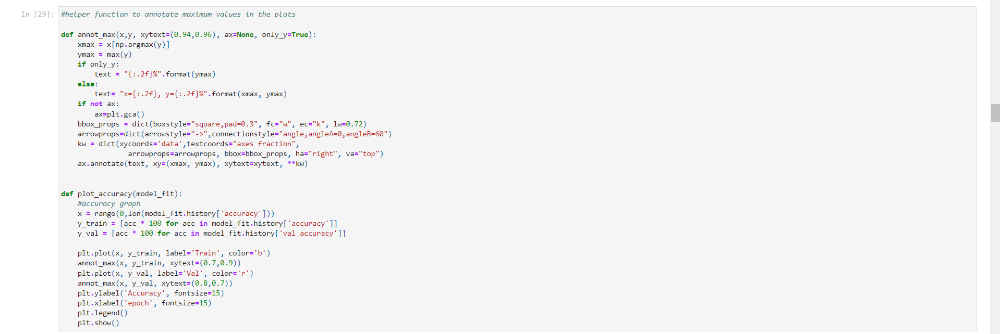 In [29]:
#helper function to annotate maximum values in the plots
def annot_max(x,y, xytext=(0.94,0.96), ax=None, only_y=True):
    xmax = x[np.argmax(y)]
    ymax = max(y)
    if only_y:
        text = "{:.2f}%".format(ymax)
    else:
        text= "x={:.2f}, y={:.2f}%".format(xmax, ymax)
    if not ax:
        ax=plt.gca()
    bbox_props = dict(boxstyle="square,pad=0.3", fc="w", ec="k", lw=0.72)
    arrowprops=dict(arrowstyle="->",connectionstyle="angle,angleA=0,angleB=60")
    kw = dict(xycoords='data',textcoords="axes fraction",
            arrowprops=arrowprops, bbox=bbox_props, ha="right", va="top")
    ax.annotate(text, xy=(xmax, ymax), xytext=xytext, **kw)
def plot_accuracy(model_fit):
    #accuracy graph
    x = range(0,len(model_fit.history['accuracy']))
    y_train = [acc * 100 for acc in model_fit.history['accuracy']]
    y_val = [acc * 100 for acc in model_fit.history['val_accuracy']]
    plt.plot(x, y_train, label='Train', color='b')
    annot_max(x, y_train, xytext=(0.7,0.9))
    plt.plot(x, y_val, label='Val', color='r')
    annot_max(x, y_val, xytext=(0.8,0.7))
    plt.ylabel('Accuracy', fontsize=15)
    plt.xlabel('epoch', fontsize=15)
    plt.legend()
    plt.show()